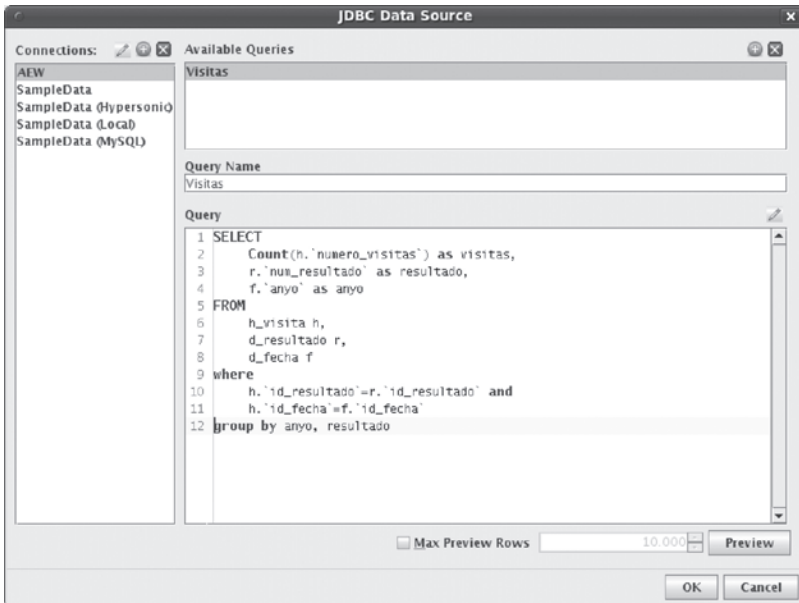 JDBC Data Source
Connections:
AEW
SampleData
SampleData (Hypersonic)
SampleData (Local)
SampleData (MySQL)
Available Queries
Visitas
Query Name
Visitas
Query
1 SELECT
2 Count(h.`numero_visitas`) as visitas,
3 r.`num_resultado` as resultado,
4 f.`anyo` as anyo
5 FROM
6 h_visita h,
7 d_resultado r,
8 d_fecha f
9 where
10 h.`id_resultado`=r.`id_resultado` and
11 h.`id_fecha`=f.`id_fecha`
12 group by anyo, resultado
Max Preview Rows
10.000
Preview
OK
Cancel